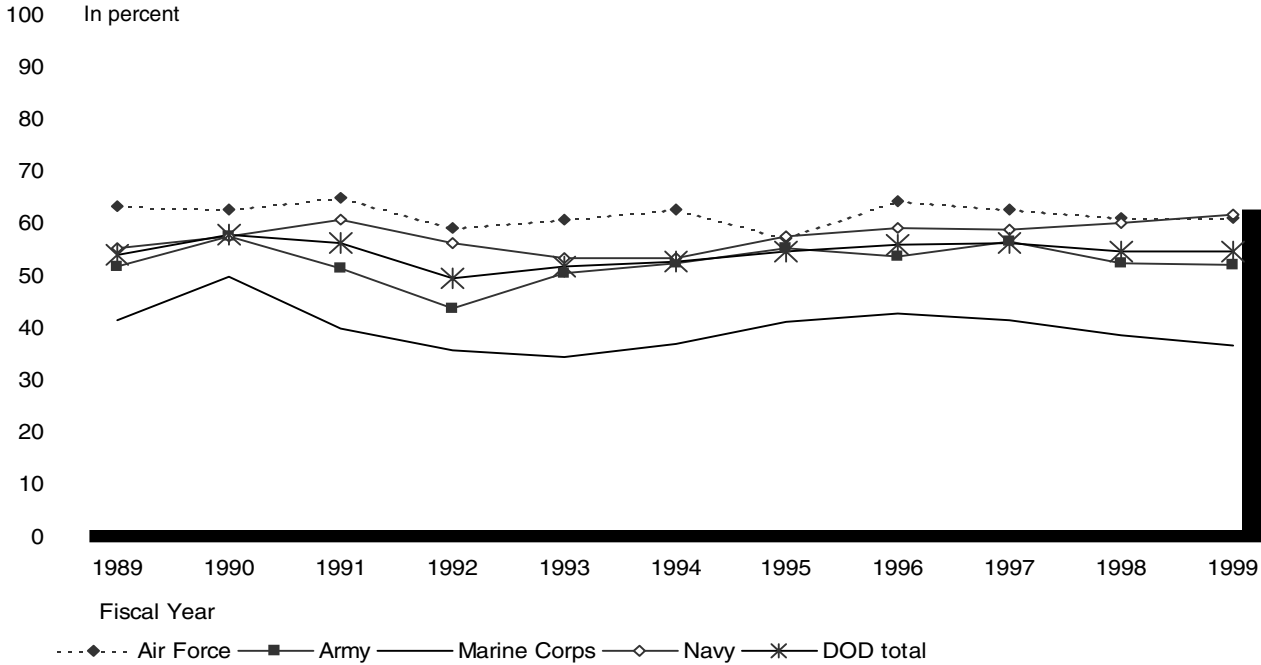 100 In percent
90
80
70
60
50
40
30
20
10
0
1989 1990 1991 1992 1993 1994 1995 1996 1997 1998 1999
Fiscal Year
Air Force Army Marine Corps Navy DOD total